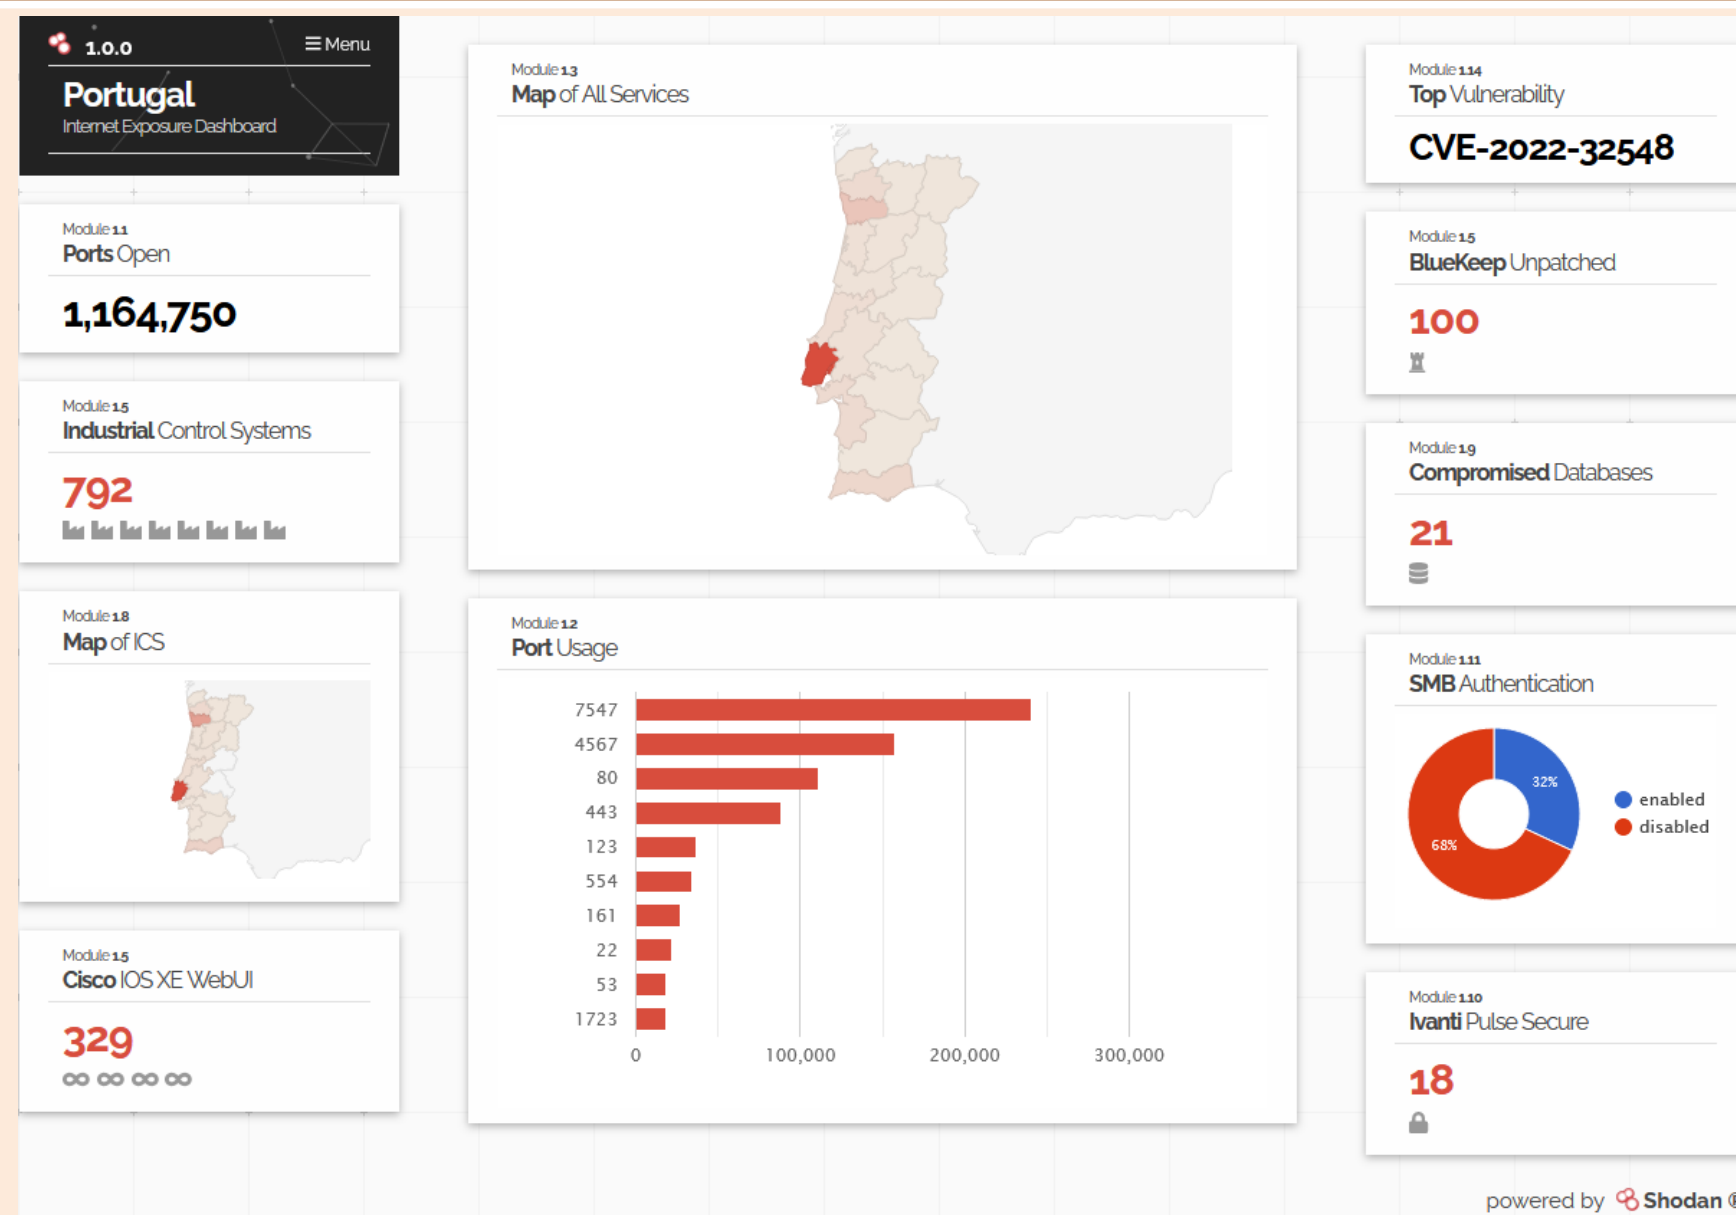 1.0.0
Menu
Portugal
Internet Exposure Dashboard
Module 1.1
Ports Open
1,164,750
Module 1.5
Industrial Control Systems
792
Module 1.8
Map of ICS
Module 1.5
Cisco IOS XE WebUI
329
Module 1.3
Map of All Services
Module 1.2
Port Usage
7547
4567
80
443
123
554
161
22
53
1723
0 100,000 200,000 300,000
Module 1.14
Top Vulnerability
CVE-2022-32548
Module 1.5
BlueKeep Unpatched
100
Module 1.9
Compromised Databases
21
Module 1.11
SMB Authentication
32%
68%
enabled
disabled
Module 1.10
Ivanti Pulse Secure
18
powered by Shodan ®